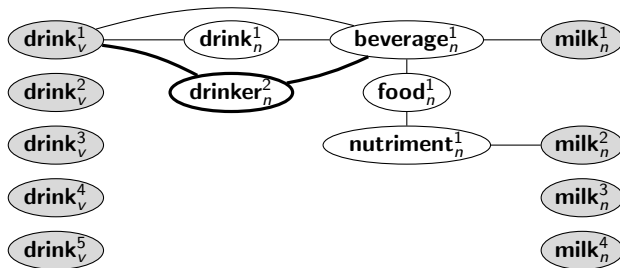 drink¹ᵥ drink¹ₙ beverage¹ₙ milk¹ₙ
drink²ᵥ drinker²ₙ food¹ₙ
drink³ᵥ nutriment¹ₙ milk²ₙ
drink⁴ᵥ milk³ₙ
drink⁵ᵥ milk⁴ₙ